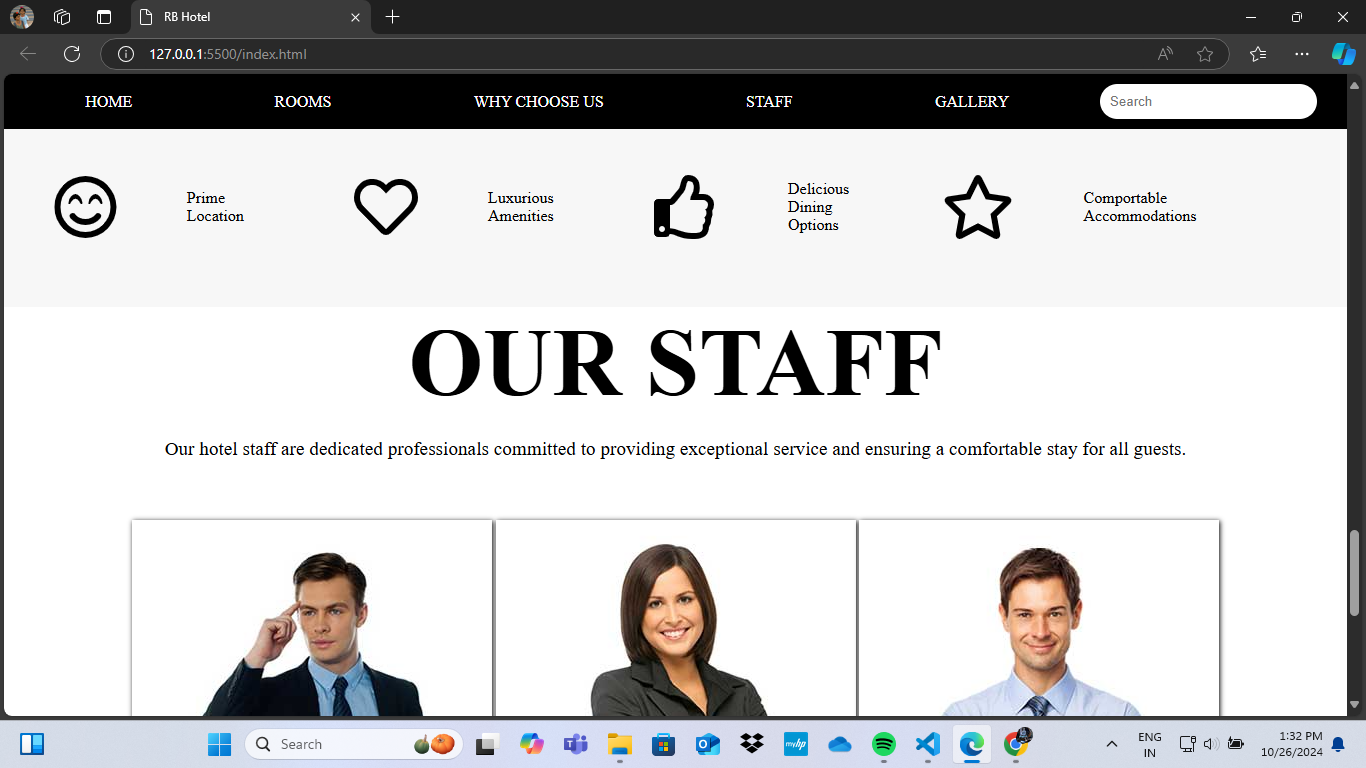 RB Hotel
127.0.0.1:5500/index.html
HOME
ROOMS
WHY CHOOSE US
STAFF
GALLERY
Search
Prime
Location
Luxurious
Amenities
Delicious
Dining
Options
Comportable
Accommodations
OUR STAFF
Our hotel staff are dedicated professionals committed to providing exceptional service and ensuring a comfortable stay for all guests.
Search
myhp
ENG
IN
1:32 PM
10/26/2024